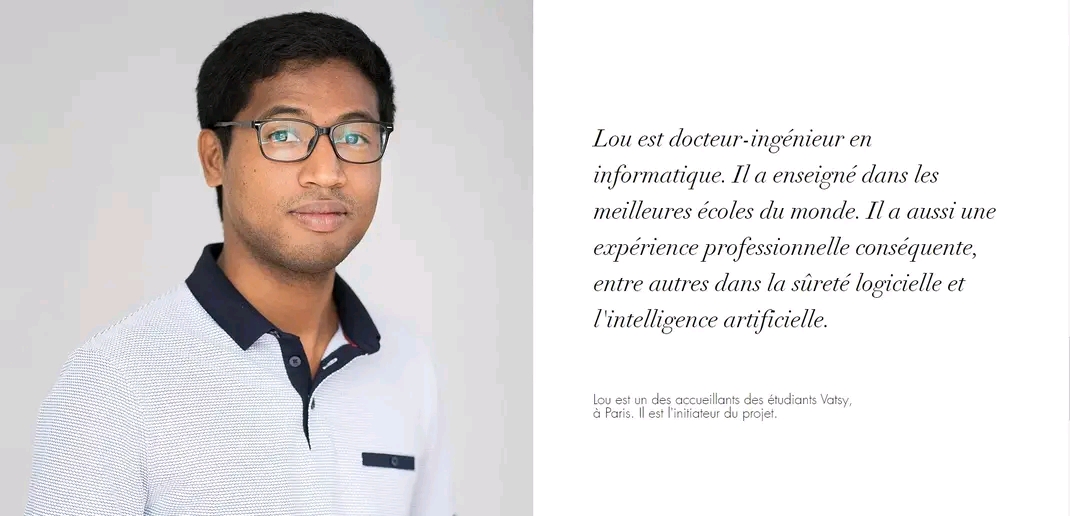 Lou est docteur-ingénieur en
informatique. Il a enseigné dans les
meilleures écoles du monde. Il a aussi une
expérience professionnelle conséquente,
entre autres dans la sûreté logicielle et
l'intelligence artificielle.
Lou est un des accueillants des étudiants Vatsy,
à Paris. Il est l'initiateur du projet.